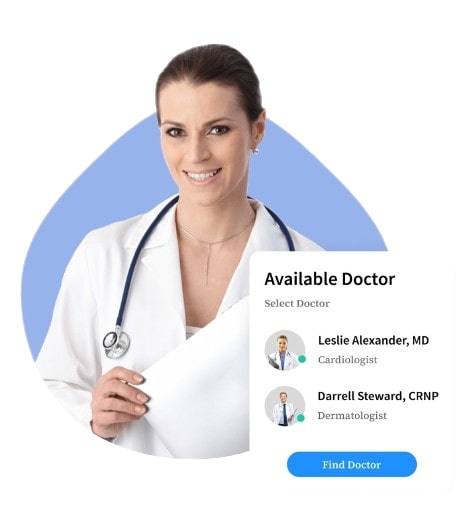 Available Doctor
Select Doctor
Leslie Alexander, MD
Cardiologist
Darrell Steward, CRNP
Dermatologist
Find Doctor